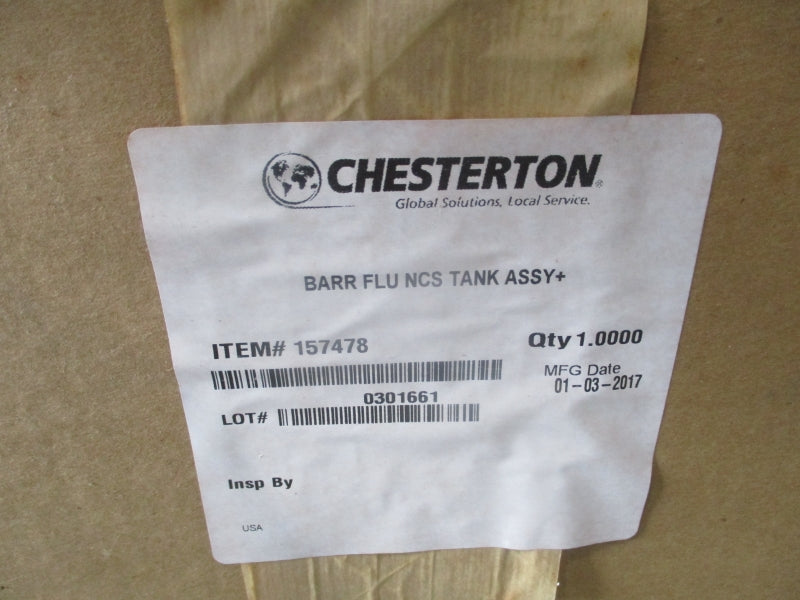 CHESTERTON®
Global Solutions, Local Service.
BARR FLU NCS TANK ASSY+
ITEM# 157478 Qty 1.0000
MFG Date
01-03-2017
0301661
LOT#
Insp By
USA